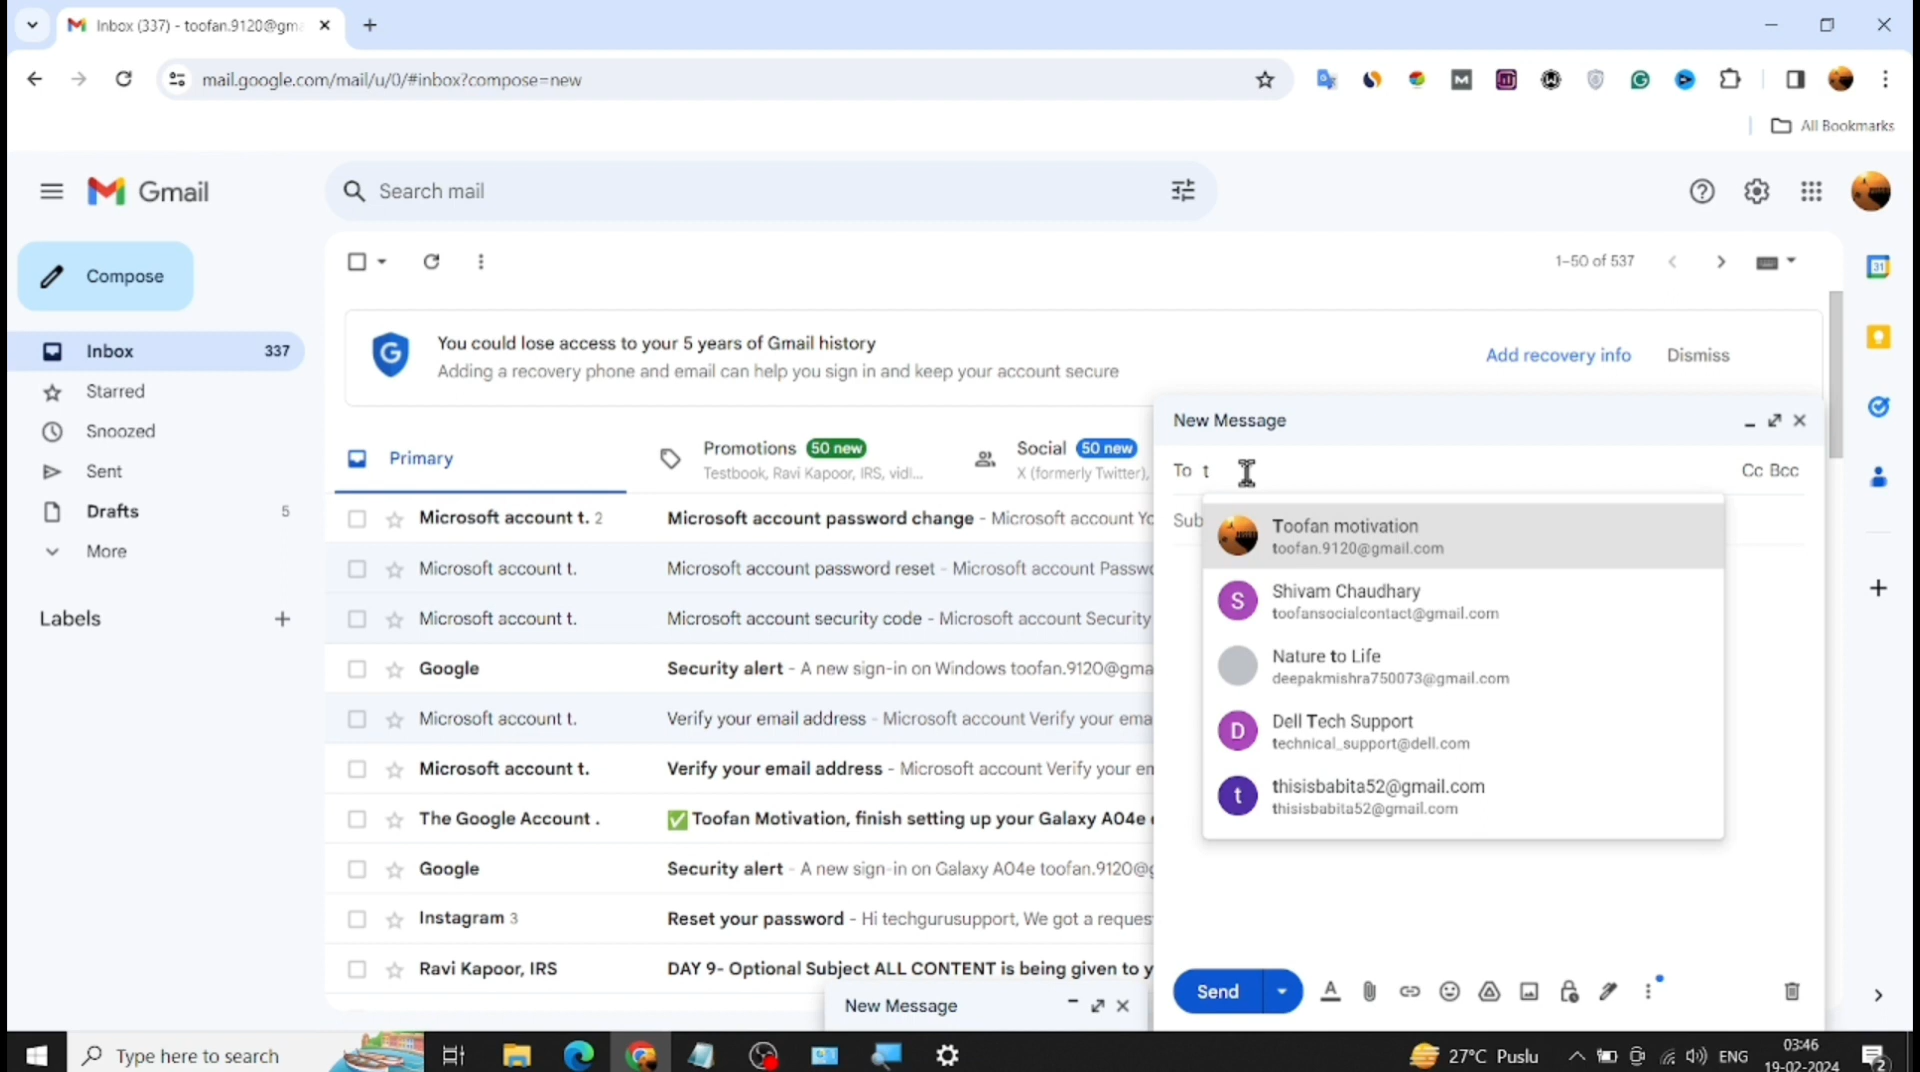 Inbox (337) - toofan.9120@gm
mail.google.com/mail/u/0/#inbox?compose=new
All Bookmarks
Gmail
Search mail
Compose
1–50 of 537
Inbox 337
Starred
Snoozed
Sent
Drafts 5
More
Labels
You could lose access to your 5 years of Gmail history
Adding a recovery phone and email can help you sign in and keep your account secure
Add recovery info Dismiss
Primary
Promotions 50 new
Testbook, Ravi Kapoor, IRS, vidi...
Social 50 new
X (formerly Twitter),
Microsoft account t. 2 Microsoft account password change - Microsoft account Yo
Microsoft account t. Microsoft account password reset - Microsoft account Passwo
Microsoft account t. Microsoft account security code - Microsoft account Security
Google Security alert - A new sign-in on Windows toofan.9120@gma
Microsoft account t. Verify your email address - Microsoft account Verify your ema
Microsoft account t. Verify your email address - Microsoft account Verify your em
The Google Account . ✅ Toofan Motivation, finish setting up your Galaxy A04e
Google Security alert - A new sign-in on Galaxy A04e toofan.9120@g
Instagram 3 Reset your password - Hi techgurusupport, We got a reques
Ravi Kapoor, IRS DAY 9- Optional Subject ALL CONTENT is being given to y
New Message
New Message
To t
Cc Bcc
Sub
Toofan motivation
toofan.9120@gmail.com
S
Shivam Chaudhary
toofansocialcontact@gmail.com
Nature to Life
deepakmishra750073@gmail.com
D
Dell Tech Support
technical_support@dell.com
t
thisisbabita52@gmail.com
thisisbabita52@gmail.com
Send
Type here to search
27°C Puslu
ENG
03:46
19-02-2024
2